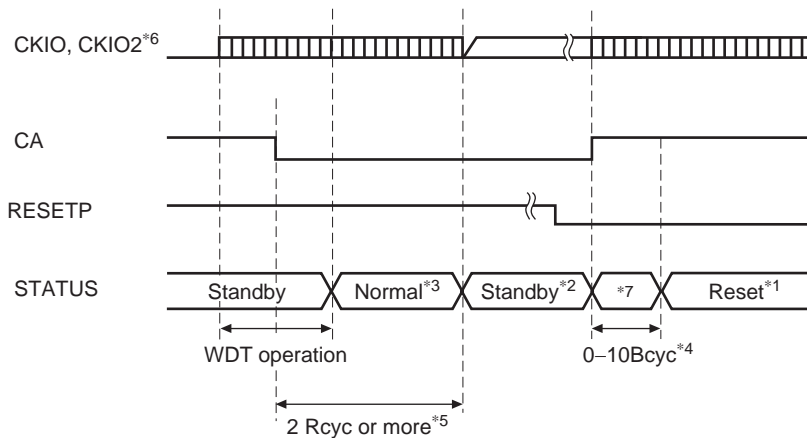 CKIO, CKIO2*6
CA
RESETP
STATUS
Standby
Normal*3
Standby*2
*7
Reset*1
WDT operation
0–10Bcyc*4
2 Rcyc or more*5